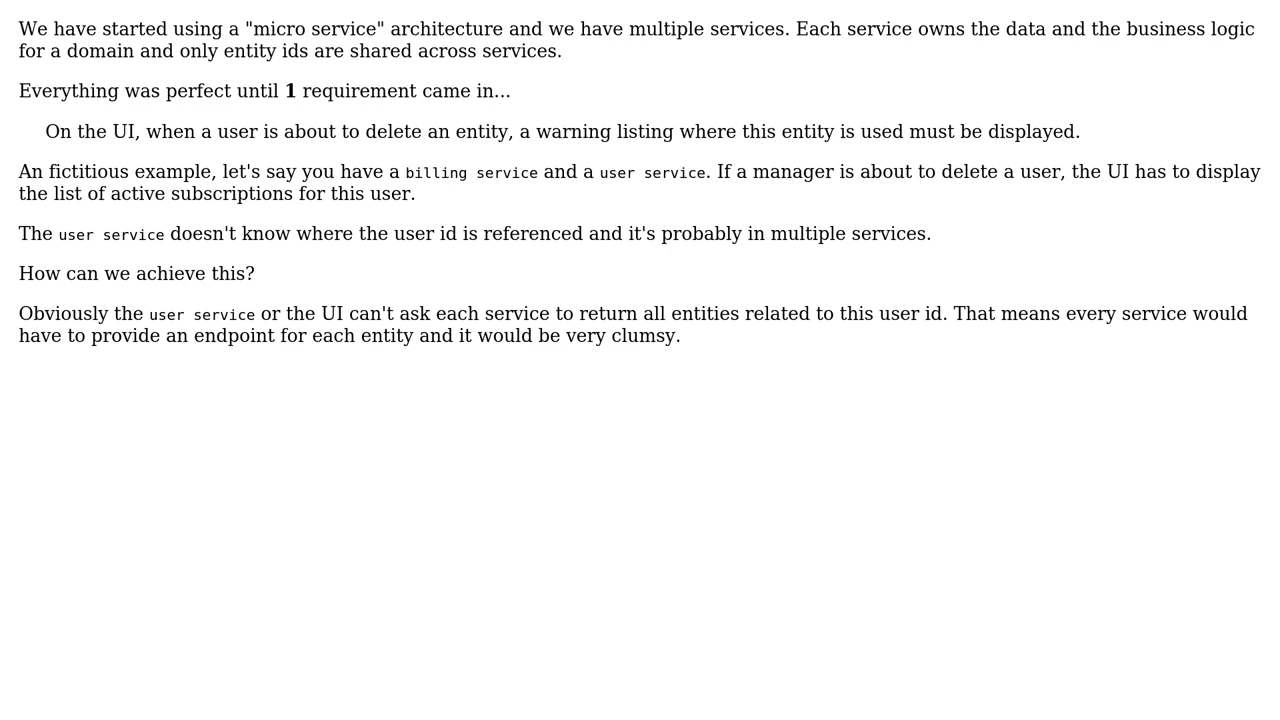 We have started using a "micro service" architecture and we have multiple services. Each service owns the data and the business logic
for a domain and only entity ids are shared across services.
Everything was perfect until 1 requirement came in...
On the UI, when a user is about to delete an entity, a warning listing where this entity is used must be displayed.
An fictitious example, let's say you have a billing service and a user service. If a manager is about to delete a user, the UI has to display
the list of active subscriptions for this user.
The user service doesn't know where the user id is referenced and it's probably in multiple services.
How can we achieve this?
Obviously the user service or the UI can't ask each service to return all entities related to this user id. That means every service would
have to provide an endpoint for each entity and it would be very clumsy.